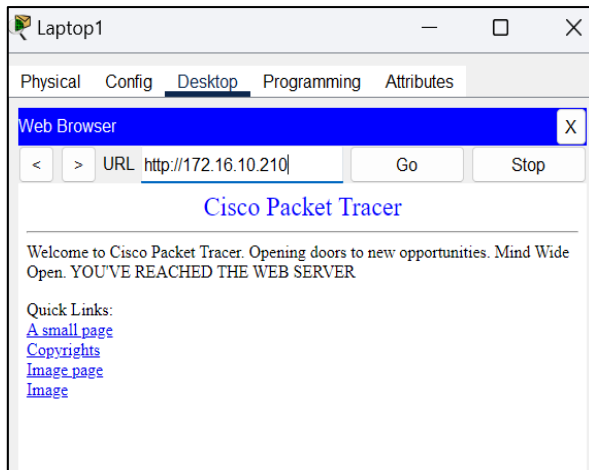 Laptop1
Physical Config Desktop Programming Attributes
Web Browser X
< > URL http://172.16.10.210 Go Stop
Cisco Packet Tracer
Welcome to Cisco Packet Tracer. Opening doors to new opportunities. Mind Wide
Open. YOU'VE REACHED THE WEB SERVER
Quick Links:
A small page
Copyrights
Image page
Image